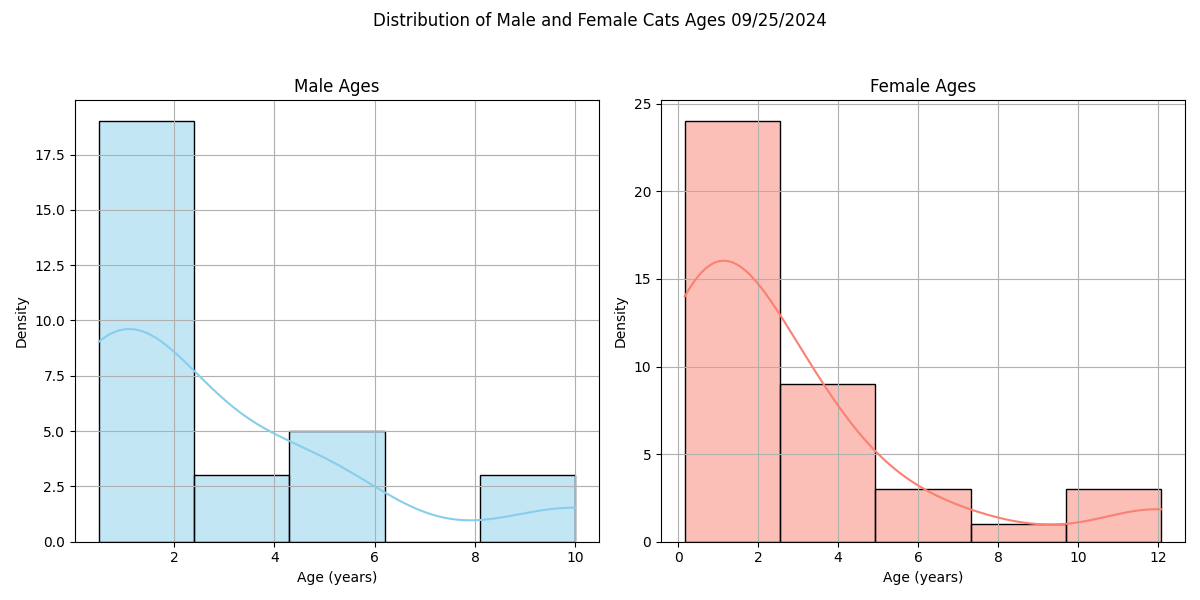 Distribution of Male and Female Cats Ages 09/25/2024
Male Ages
Density
17.5
15.0
12.5
10.0
7.5
5.0
2.5
0.0
2 4 6 8 10
Age (years)
Female Ages
Density
25
20
15
10
5
0
0 2 4 6 8 10 12
Age (years)